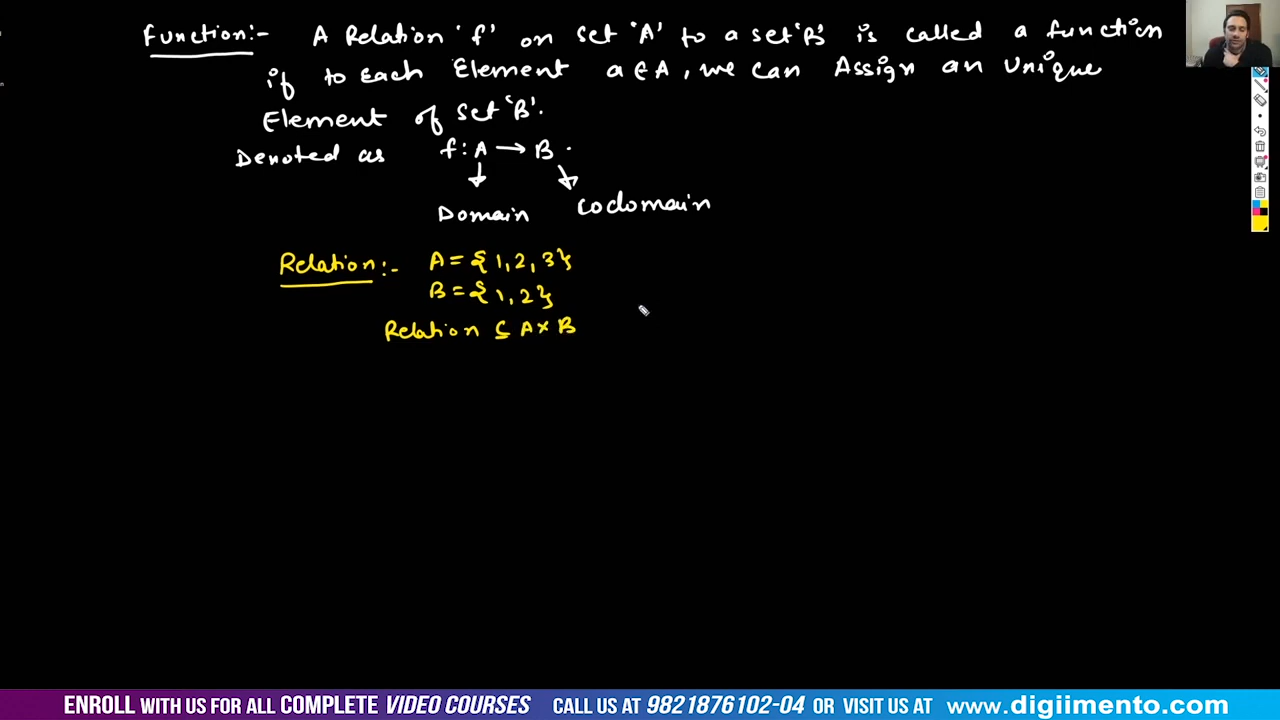 Function:- A Relation 'f' on set 'A' to a set 'B' is called a function
if to Each Element a ∈ A, we can Assign an Unique
Element of set 'B'.
Denoted as f: A → B.
Domain Codomain
Relation:- A = {1, 2, 3}
B = {1, 2}
Relation ⊆ A × B
ENROLL WITH US FOR ALL COMPLETE VIDEO COURSES CALL US AT 9821876102-04 OR VISIT US AT www.digiimento.com